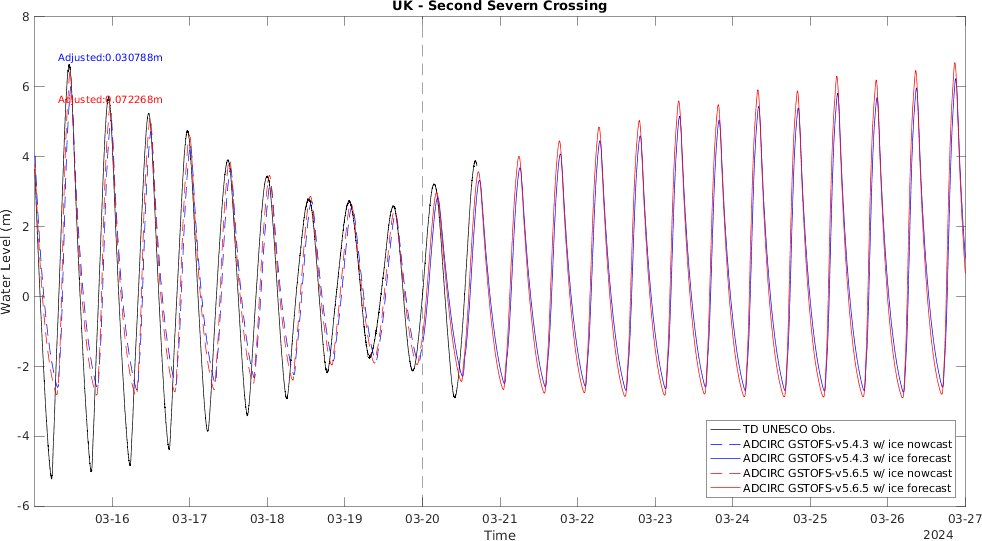 UK - Second Severn Crossing
8
6
4
2
0
-2
-4
-6
Water Level (m)
Adjusted:0.030788m
Adjusted:0.072268m
TD UNESCO Obs.
ADCIRC GSTOFS-v5.4.3 w/ ice nowcast
ADCIRC GSTOFS-v5.4.3 w/ ice forecast
ADCIRC GSTOFS-v5.6.5 w/ ice nowcast
ADCIRC GSTOFS-v5.6.5 w/ ice forecast
03-16 03-17 03-18 03-19 03-20 03-21 03-22 03-23 03-24 03-25 03-26 03-27
Time
2024